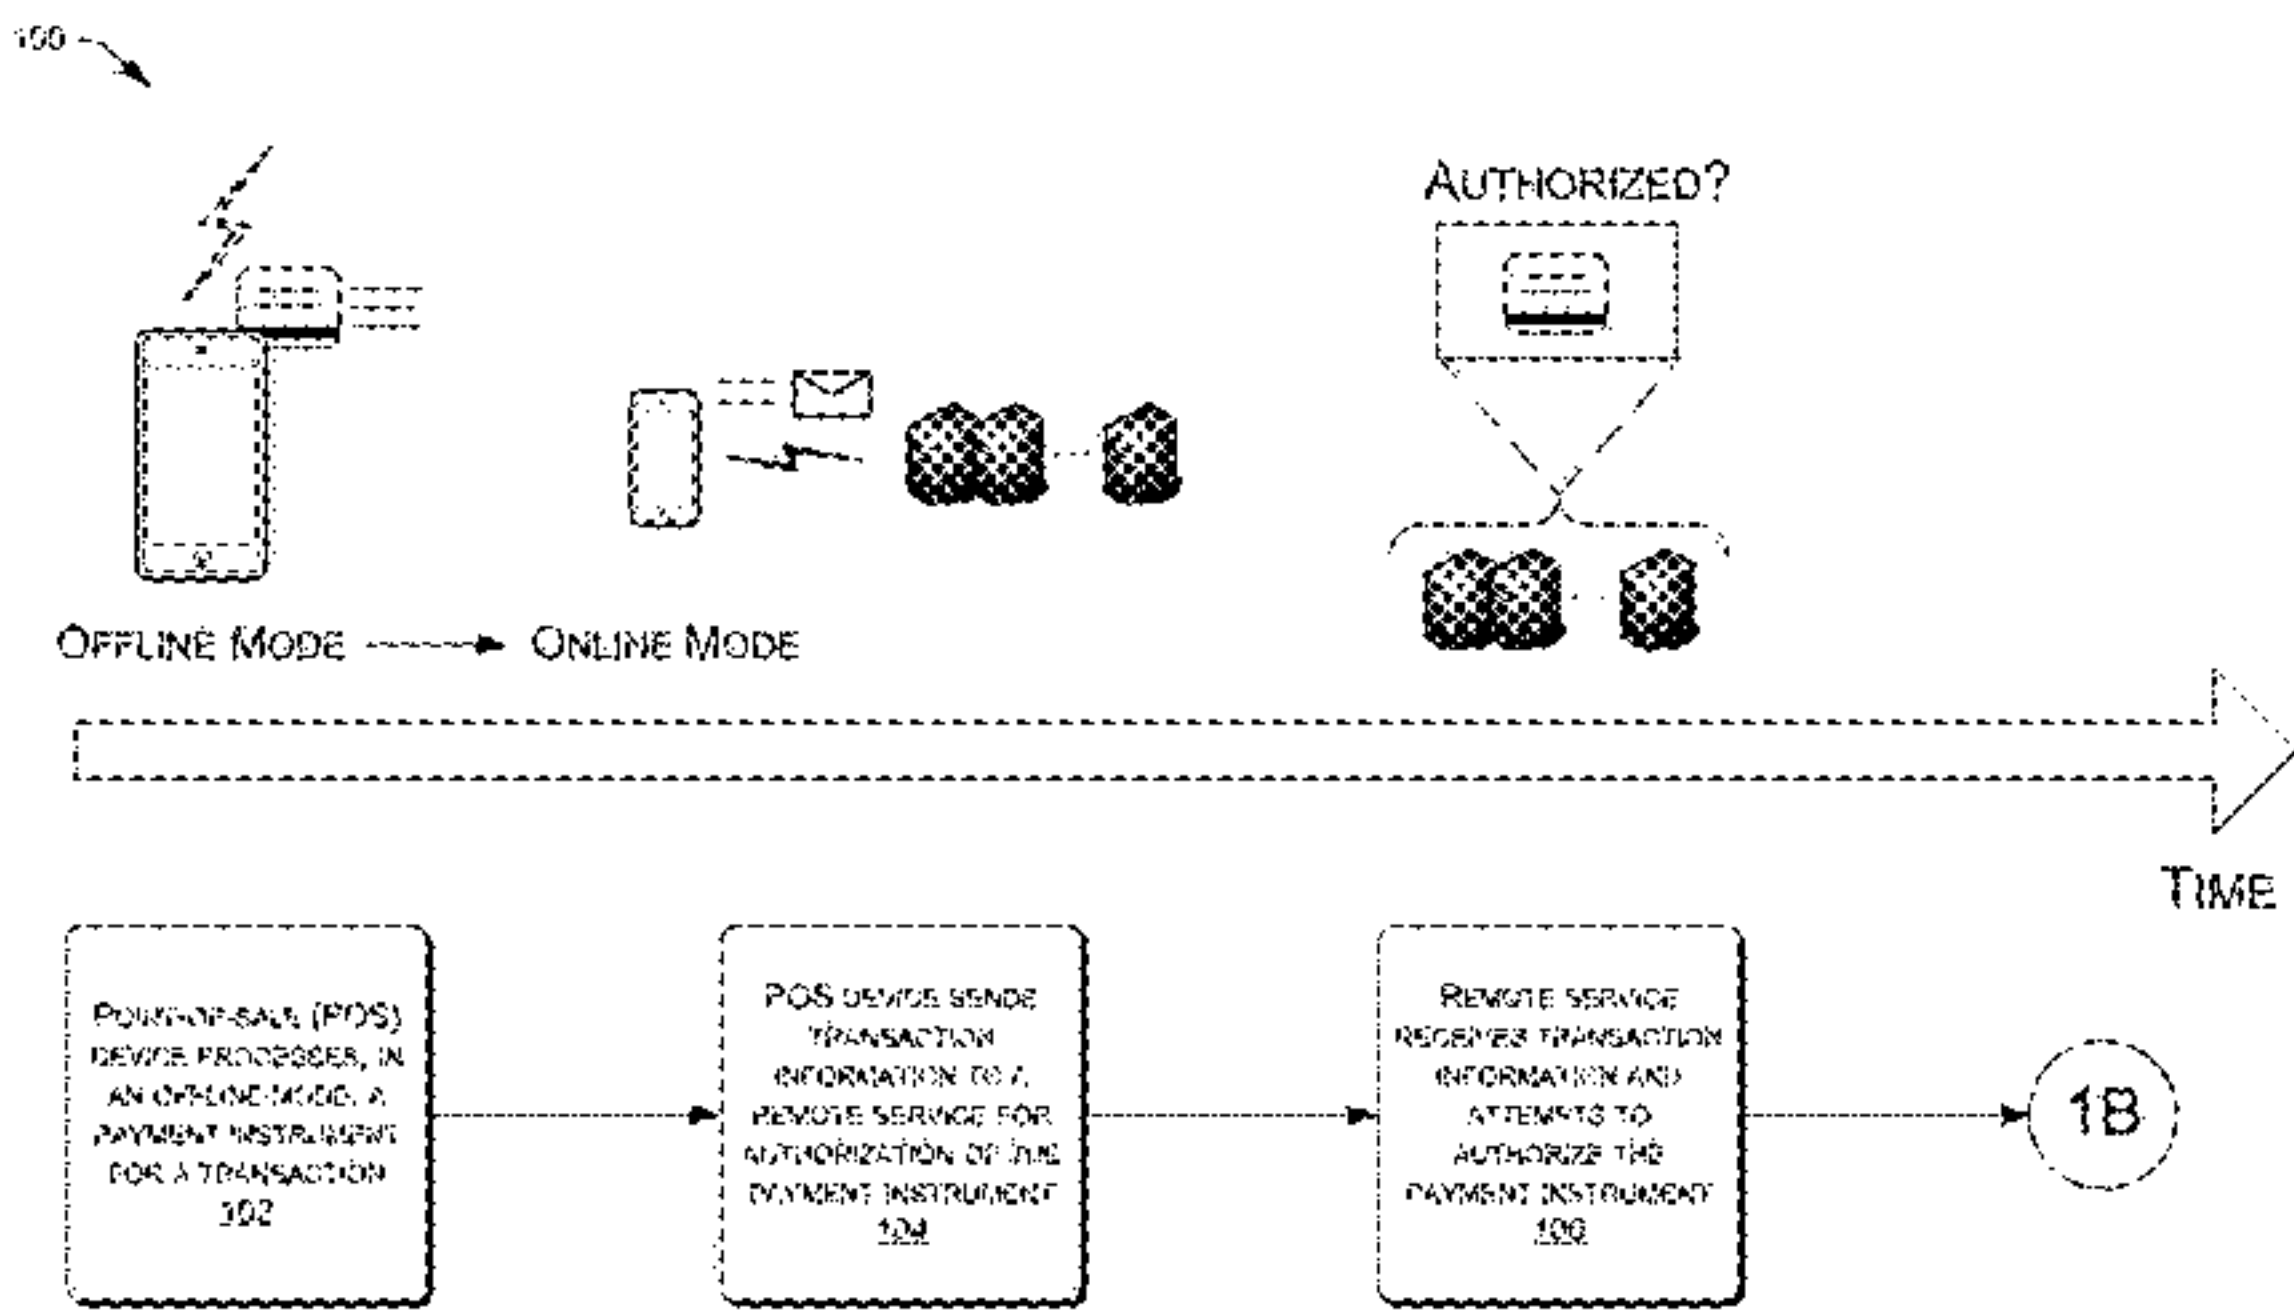 100
AUTHORIZED?
OFFLINE MODE
ONLINE MODE
TIME
POINT-OF-SALE (POS)
DEVICE PROCESSES, IN
AN OFFLINE MODE, A
PAYMENT INSTRUMENT
FOR A TRANSACTION
102
POS DEVICE SENDS
TRANSACTION
INFORMATION TO A
REMOTE SERVICE FOR
AUTHORIZATION OF THE
PAYMENT INSTRUMENT
104
REMOTE SERVICE
RECEIVES TRANSACTION
INFORMATION AND
ATTEMPTS TO
AUTHORIZE THE
PAYMENT INSTRUMENT
106
1B